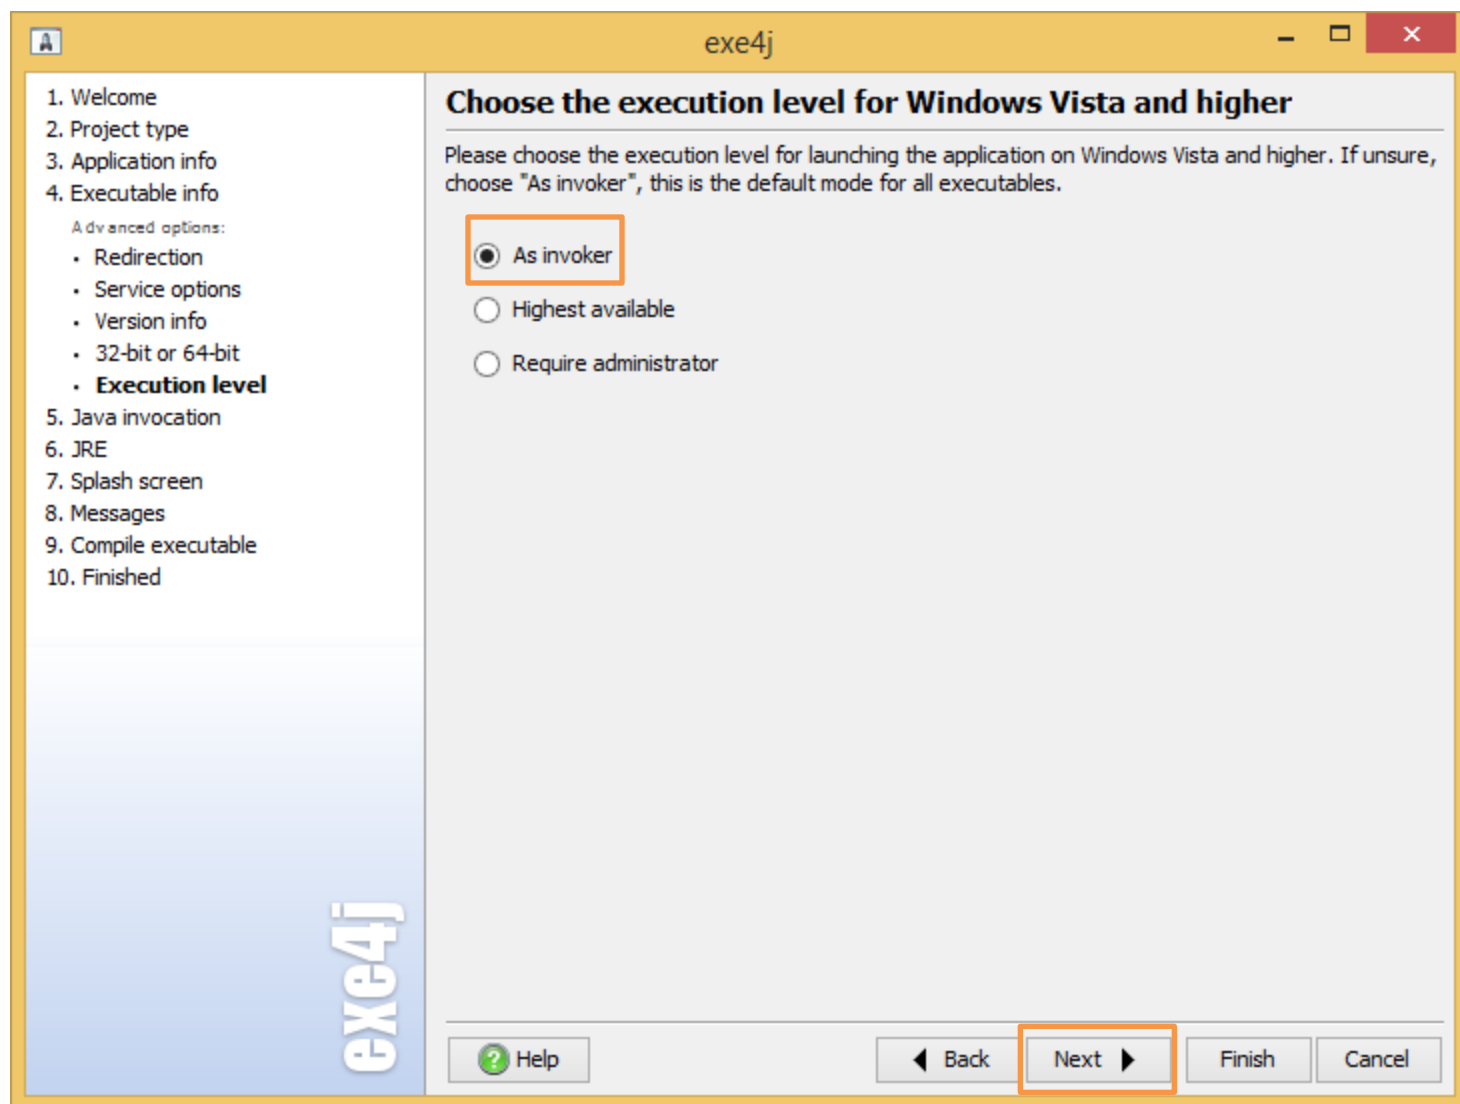 exe4j
1. Welcome
2. Project type
3. Application info
4. Executable info
Advanced options:
• Redirection
• Service options
• Version info
• 32-bit or 64-bit
• Execution level
5. Java invocation
6. JRE
7. Splash screen
8. Messages
9. Compile executable
10. Finished
exe4j
Choose the execution level for Windows Vista and higher
Please choose the execution level for launching the application on Windows Vista and higher. If unsure,
choose "As invoker", this is the default mode for all executables.
As invoker
Highest available
Require administrator
Help
Back
Next
Finish
Cancel